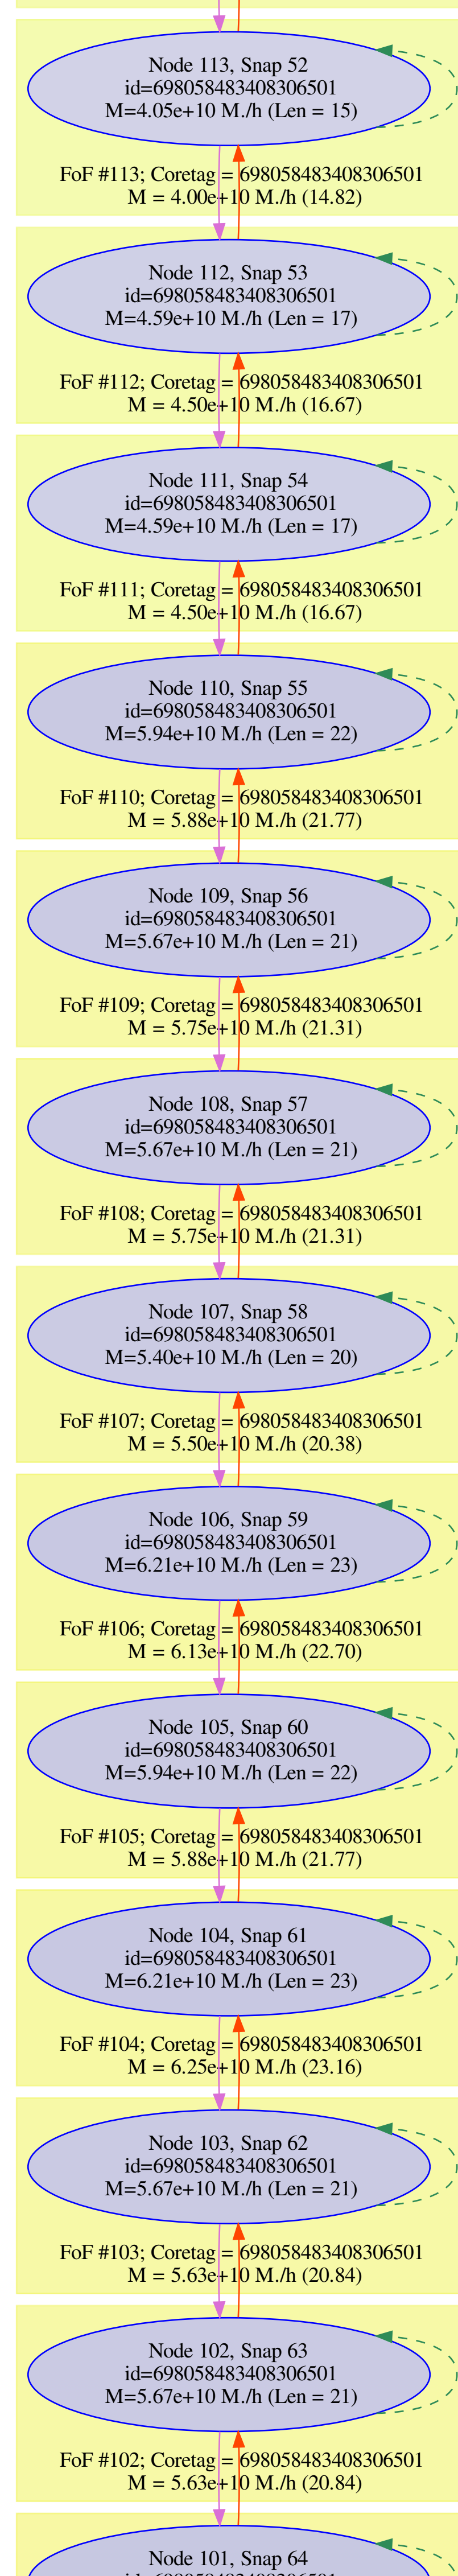 Node 113, Snap 52
id=698058483408306501
M=4.05e+10 M./h (Len = 15)
FoF #113; Coretag = 698058483408306501
M = 4.00e+10 M./h (14.82)
Node 112, Snap 53
id=698058483408306501
M=4.59e+10 M./h (Len = 17)
FoF #112; Coretag = 698058483408306501
M = 4.50e+10 M./h (16.67)
Node 111, Snap 54
id=698058483408306501
M=4.59e+10 M./h (Len = 17)
FoF #111; Coretag = 698058483408306501
M = 4.50e+10 M./h (16.67)
Node 110, Snap 55
id=698058483408306501
M=5.94e+10 M./h (Len = 22)
FoF #110; Coretag = 698058483408306501
M = 5.88e+10 M./h (21.77)
Node 109, Snap 56
id=698058483408306501
M=5.67e+10 M./h (Len = 21)
FoF #109; Coretag = 698058483408306501
M = 5.75e+10 M./h (21.31)
Node 108, Snap 57
id=698058483408306501
M=5.67e+10 M./h (Len = 21)
FoF #108; Coretag = 698058483408306501
M = 5.75e+10 M./h (21.31)
Node 107, Snap 58
id=698058483408306501
M=5.40e+10 M./h (Len = 20)
FoF #107; Coretag = 698058483408306501
M = 5.50e+10 M./h (20.38)
Node 106, Snap 59
id=698058483408306501
M=6.21e+10 M./h (Len = 23)
FoF #106; Coretag = 698058483408306501
M = 6.13e+10 M./h (22.70)
Node 105, Snap 60
id=698058483408306501
M=5.94e+10 M./h (Len = 22)
FoF #105; Coretag = 698058483408306501
M = 5.88e+10 M./h (21.77)
Node 104, Snap 61
id=698058483408306501
M=6.21e+10 M./h (Len = 23)
FoF #104; Coretag = 698058483408306501
M = 6.25e+10 M./h (23.16)
Node 103, Snap 62
id=698058483408306501
M=5.67e+10 M./h (Len = 21)
FoF #103; Coretag = 698058483408306501
M = 5.63e+10 M./h (20.84)
Node 102, Snap 63
id=698058483408306501
M=5.67e+10 M./h (Len = 21)
FoF #102; Coretag = 698058483408306501
M = 5.63e+10 M./h (20.84)
Node 101, Snap 64